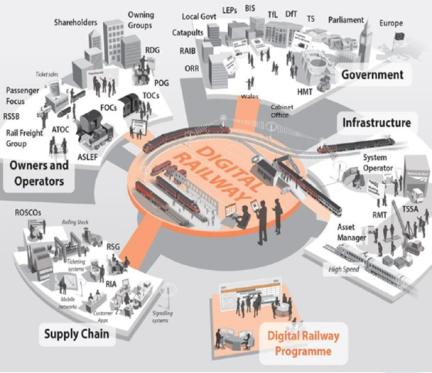 Shareholders
Owning
Groups
RDG
POG
TOCs
FOCs
Ticket sales
Passenger
Focus
RSSB
Rail Freight
Group
ATOC
ASLEF
Owners and
Operators
Local Govt
LEPs
BIS
TfL
DfT
TS
Parliament
Europe
Catapults
RAIB
ORR
Wales
HMT
Cabinet
Office
Government
Infrastructure
System
Operator
RMT
TSSA
Asset
Manager
High Speed
DIGITAL
RAILWAY
ROSCOs
Rolling Stock
Ticketing
systems
RSG
RIA
Mobile
networks
Customer
Apps
Signalling
systems
Supply Chain
Digital Railway
Programme